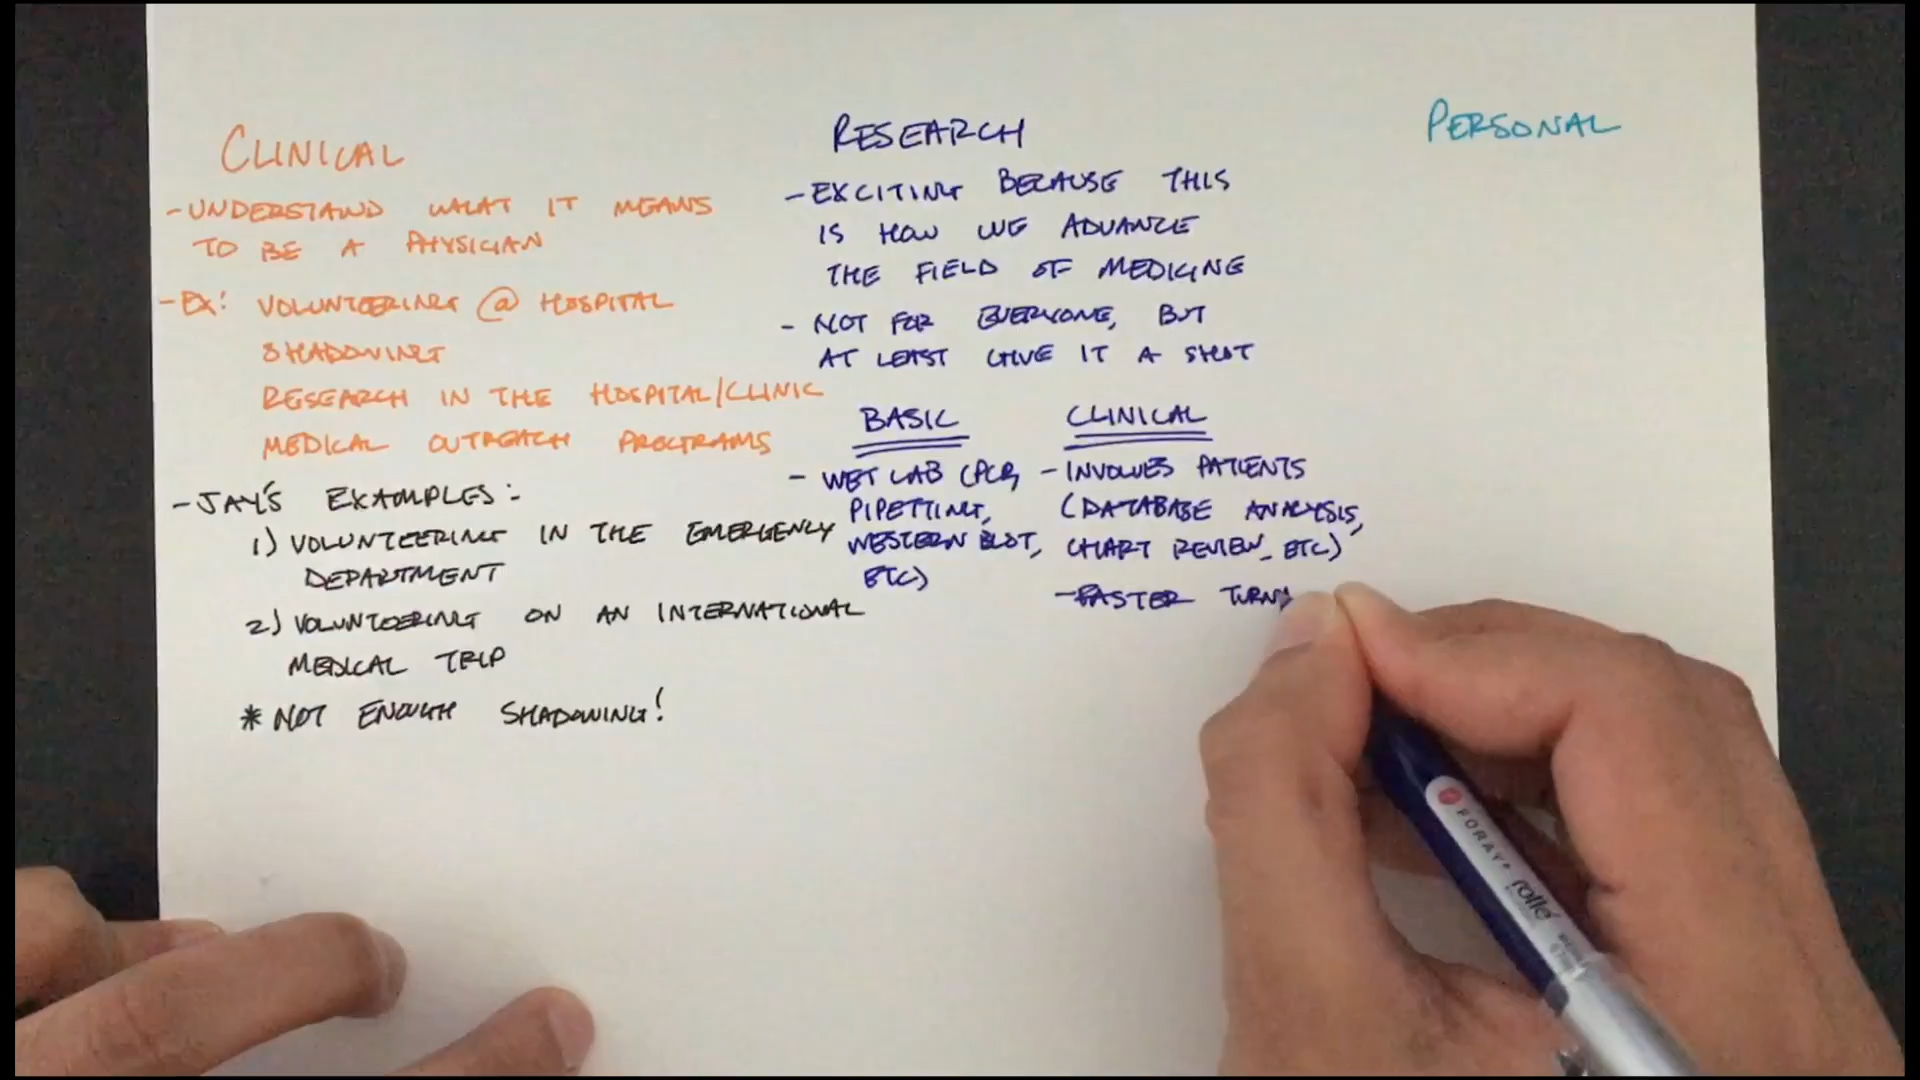 CLINICAL
- UNDERSTAND WHAT IT MEANS
TO BE A PHYSICIAN
- EX: VOLUNTEERING @ HOSPITAL
SHADOWING
RESEARCH IN THE HOSPITAL/CLINIC
MEDICAL OUTREACH PROGRAMS
- JAY'S EXAMPLES:
1) VOLUNTEERING IN THE EMERGENCY
DEPARTMENT
2) VOLUNTEERING ON AN INTERNATIONAL
MEDICAL TRIP
* NOT ENOUGH SHADOWING!
RESEARCH
- EXCITING BECAUSE THIS
IS HOW WE ADVANCE
THE FIELD OF MEDICINE
- NOT FOR EVERYONE, BUT
AT LEAST GIVE IT A SHOT
BASIC
- WET LAB (PCR,
PIPETTING,
WESTERN BLOT,
ETC)
CLINICAL
- INVOLVES PATIENTS
(DATABASE ANALYSIS,
CHART REVIEW, ETC)
- FASTER TURN
PERSONAL
FORAY
rolle